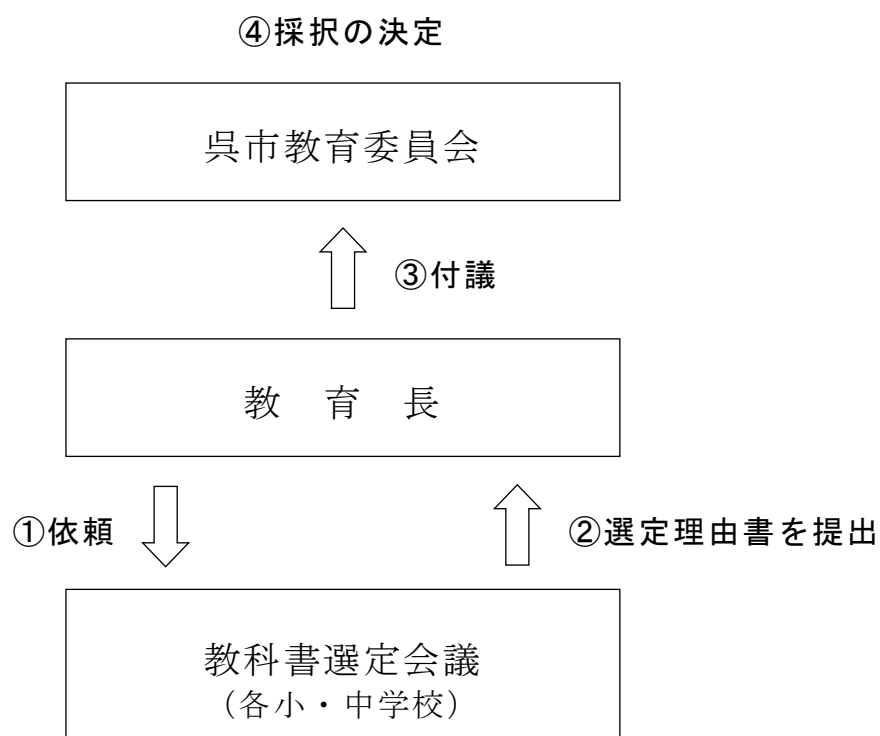 ④採択の決定
呉市教育委員会
③付議
教　育　長
①依頼
②選定理由書を提出
教科書選定会議
（各小・中学校）